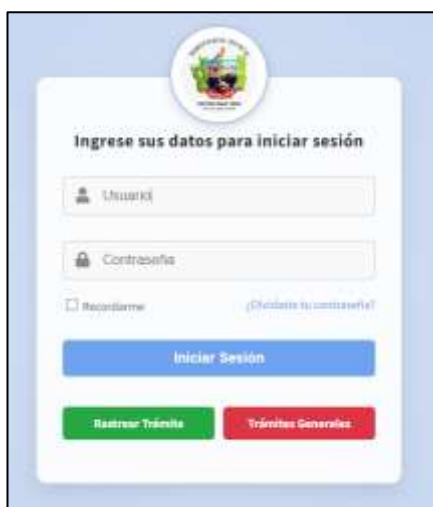 Ingrese sus datos para iniciar sesión
Usuario
Contraseña
Recordarme
¿Olvidaste tu contraseña?
Iniciar Sesión
Rastrear Trámite
Trámites Generales